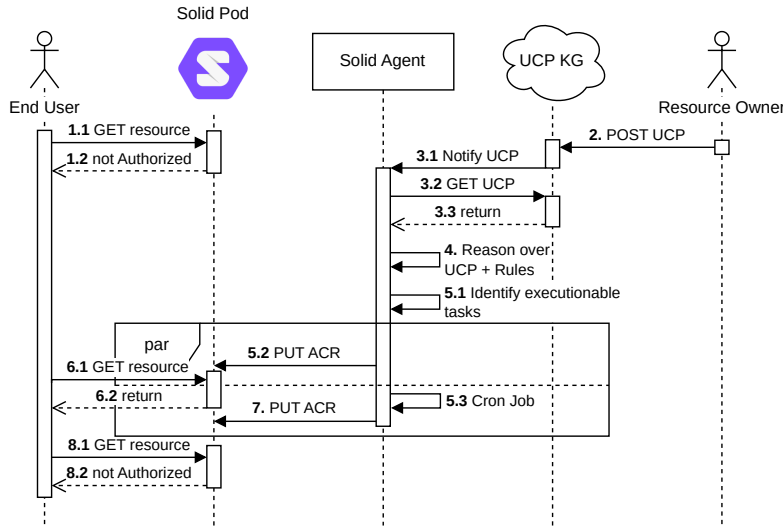 Solid Pod
Solid Agent
UCP KG
End User
Resource Owner
1.1 GET resource
2. POST UCP
1.2 not Authorized
3.1 Notify UCP
3.2 GET UCP
3.3 return
4. Reason over
UCP + Rules
5.1 Identify executionable
tasks
par
5.2 PUT ACR
6.1 GET resource
6.2 return
5.3 Cron Job
7. PUT ACR
8.1 GET resource
8.2 not Authorized